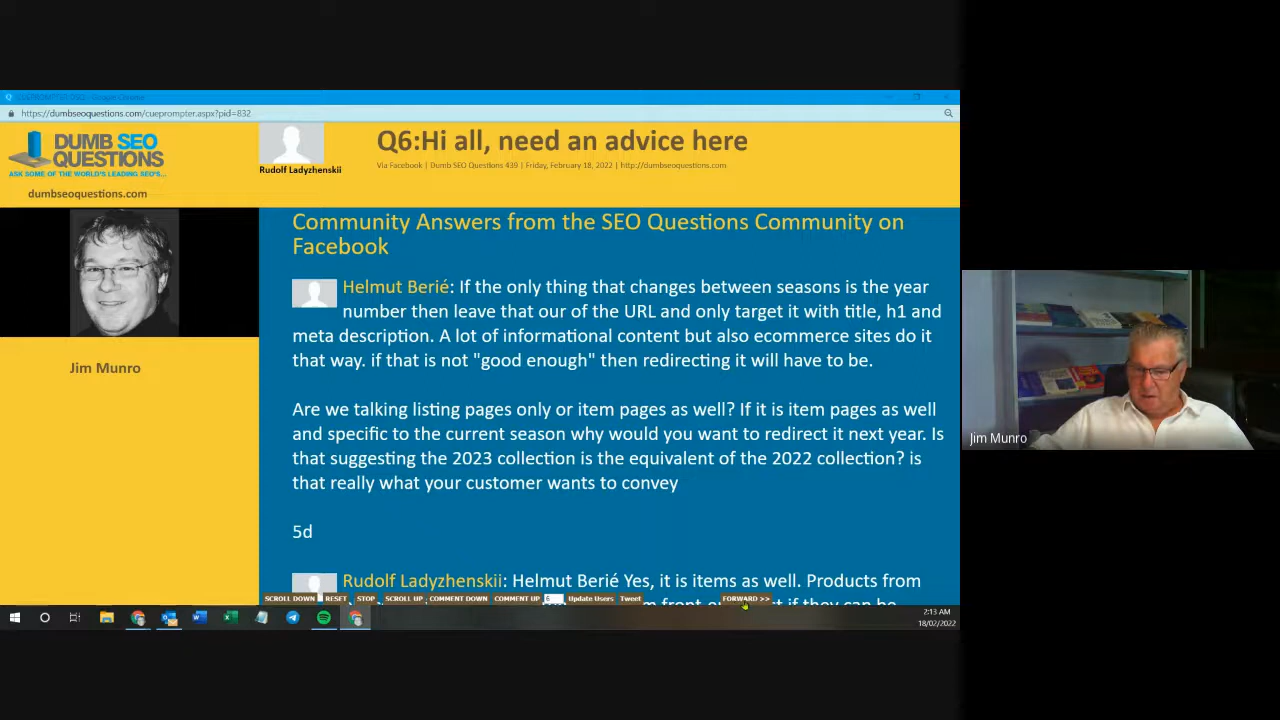 https://dumbseoquestions.com/cueprompter.aspx?pid=832
DUMB SEO
QUESTIONS
ASK SOME OF THE WORLD'S LEADING SEO'S...
dumbseoquestions.com
Rudolf Ladyzhenskii
Q6:Hi all, need an advice here
Via Facebook | Dumb SEO Questions 439 | Friday, February 18, 2022 | http://dumbseoquestions.com
Jim Munro
Community Answers from the SEO Questions Community on
Facebook
Helmut Berié: If the only thing that changes between seasons is the year
number then leave that our of the URL and only target it with title, h1 and
meta description. A lot of informational content but also ecommerce sites do it
that way. if that is not "good enough" then redirecting it will have to be.
Are we talking listing pages only or item pages as well? If it is item pages as well
and specific to the current season why would you want to redirect it next year. Is
that suggesting the 2023 collection is the equivalent of the 2022 collection? is
that really what your customer wants to convey
5d
Rudolf Ladyzhenskii: Helmut Berié Yes, it is items as well. Products from
SCROLL DOWN RESET STOP SCROLL UP COMMENT DOWN COMMENT UP 6 Update Users Tweet FORWARD >>
2:13 AM
18/02/2022
Jim Munro